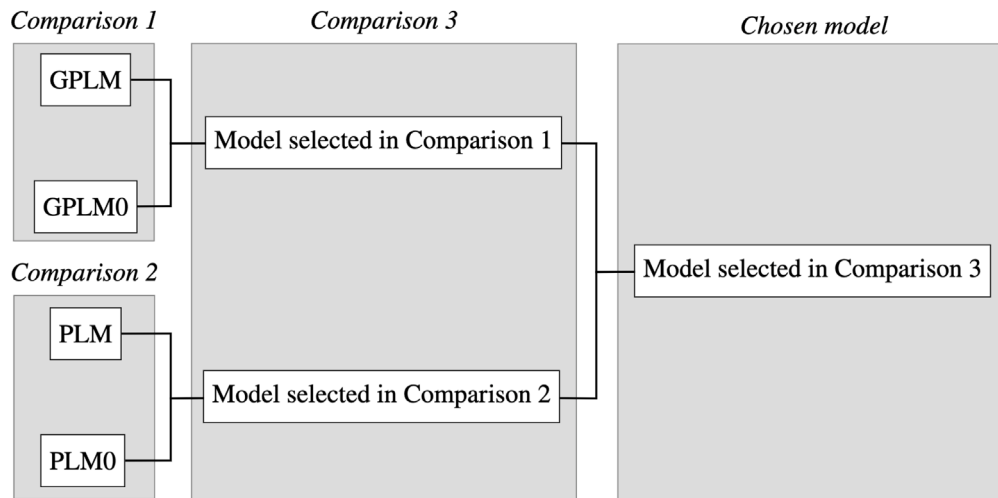 Comparison 1
Comparison 3
Chosen model
GPLM
Model selected in Comparison 1
GPLM0
Comparison 2
Model selected in Comparison 3
PLM
Model selected in Comparison 2
PLM0